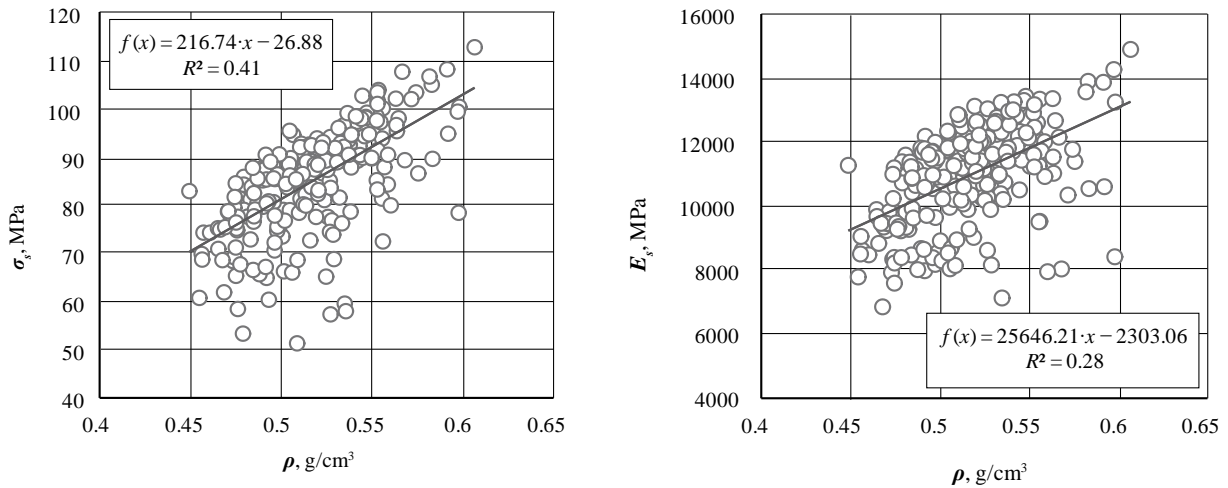 120
110
100
90
80
70
60
50
40
σs, MPa
f(x) = 216.74·x − 26.88
R² = 0.41
0.4 0.45 0.5 0.55 0.6 0.65
ρ, g/cm³
16000
14000
12000
10000
8000
6000
4000
Es, MPa
f(x) = 25646.21·x − 2303.06
R² = 0.28
0.4 0.45 0.5 0.55 0.6 0.65
ρ, g/cm³